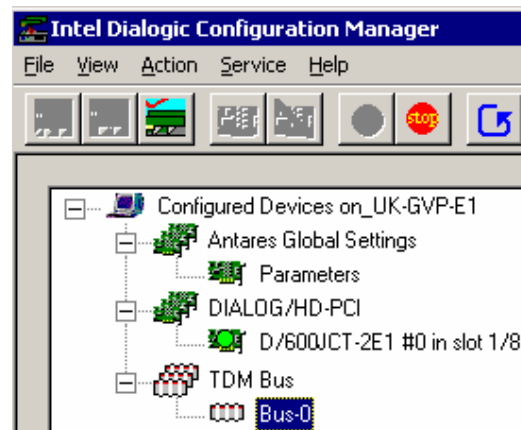 Intel Dialogic Configuration Manager
File View Action Service Help
stop
Configured Devices on_UK-GVP-E1
Antares Global Settings
Parameters
DIALOG/HD-PCI
D/600JCT-2E1 #0 in slot 1/8
TDM Bus
Bus-0